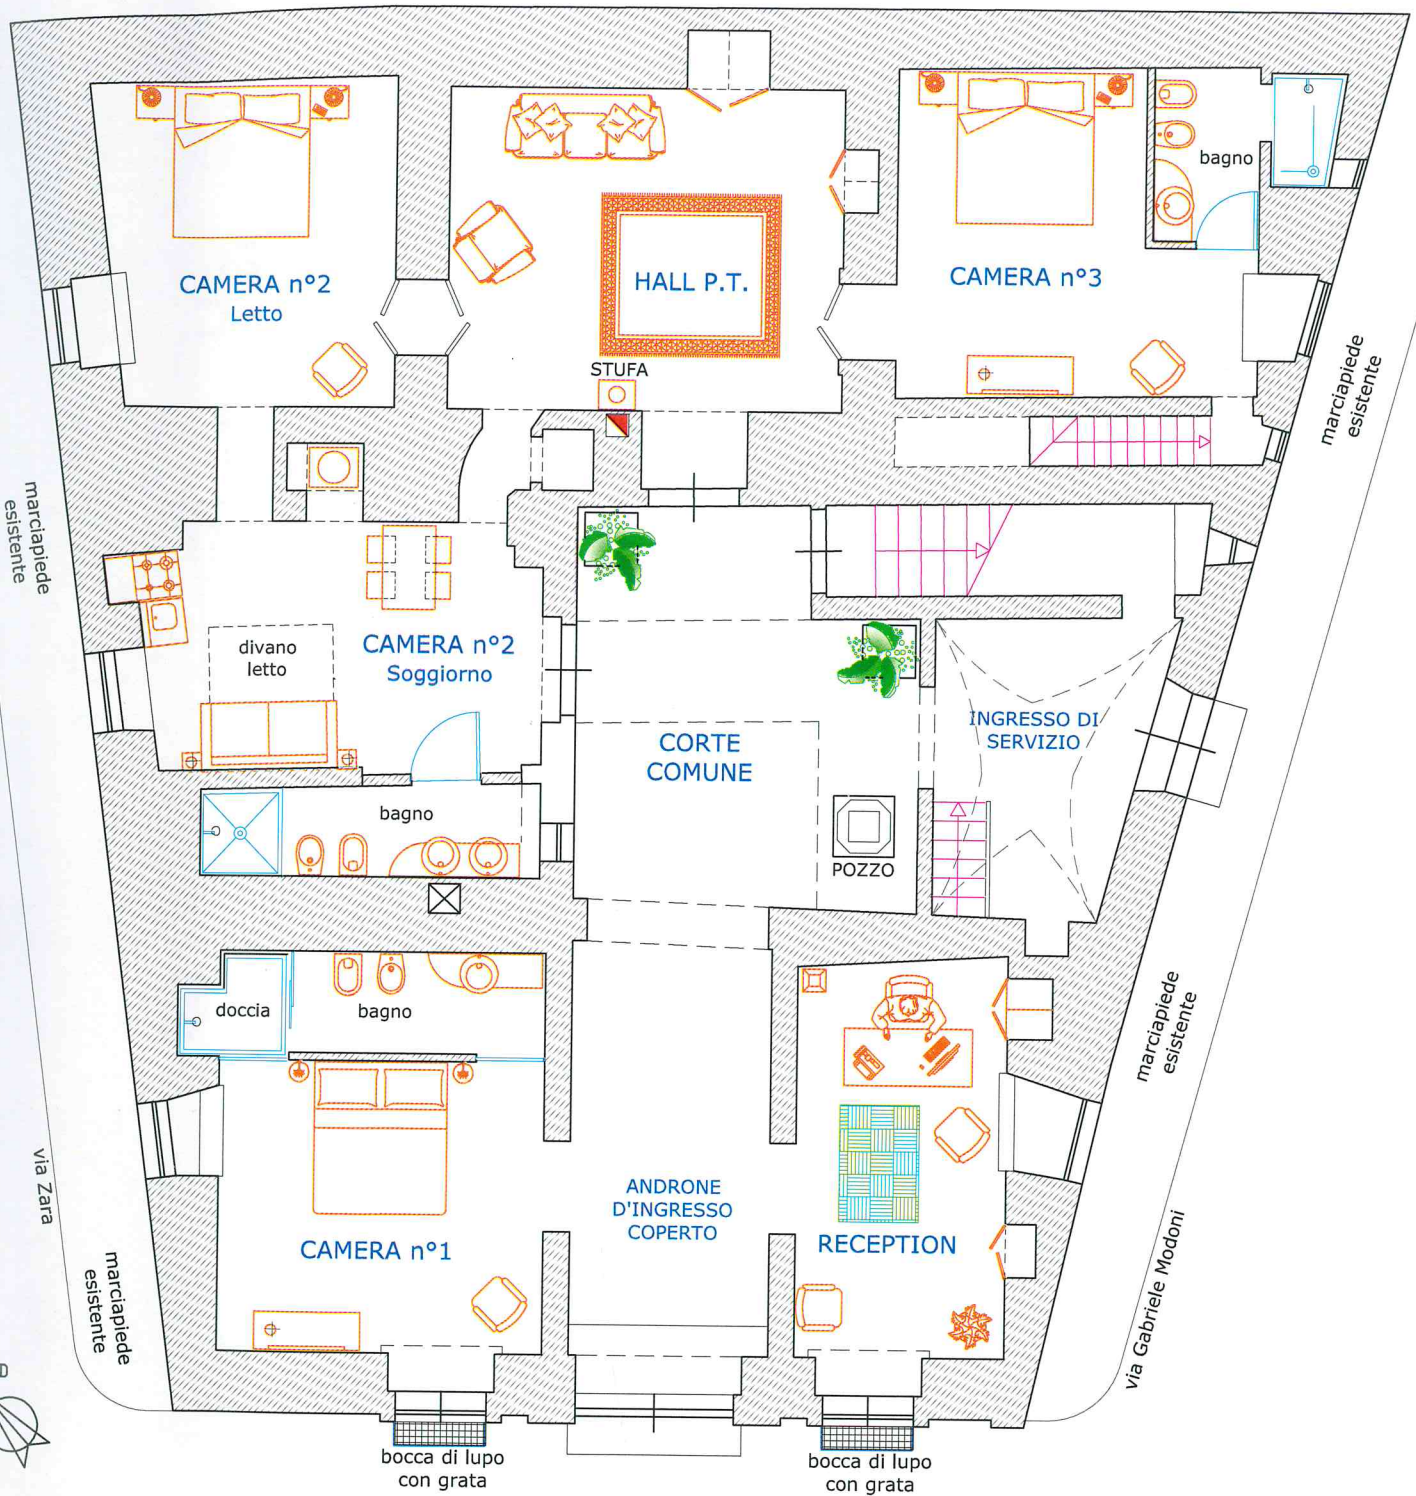 CAMERA n°2
Letto
HALL P.T.
STUFA
CAMERA n°3
bagno
marciapiede
esistente
marciapiede
esistente
divano
letto
CAMERA n°2
Soggiorno
CORTE
COMUNE
INGRESSO DI
SERVIZIO
POZZO
bagno
doccia
bagno
CAMERA n°1
ANDRONE
D'INGRESSO
COPERTO
RECEPTION
marciapiede
esistente
via Zara
marciapiede
esistente
via Gabriele Modoni
bocca di lupo
con grata
bocca di lupo
con grata